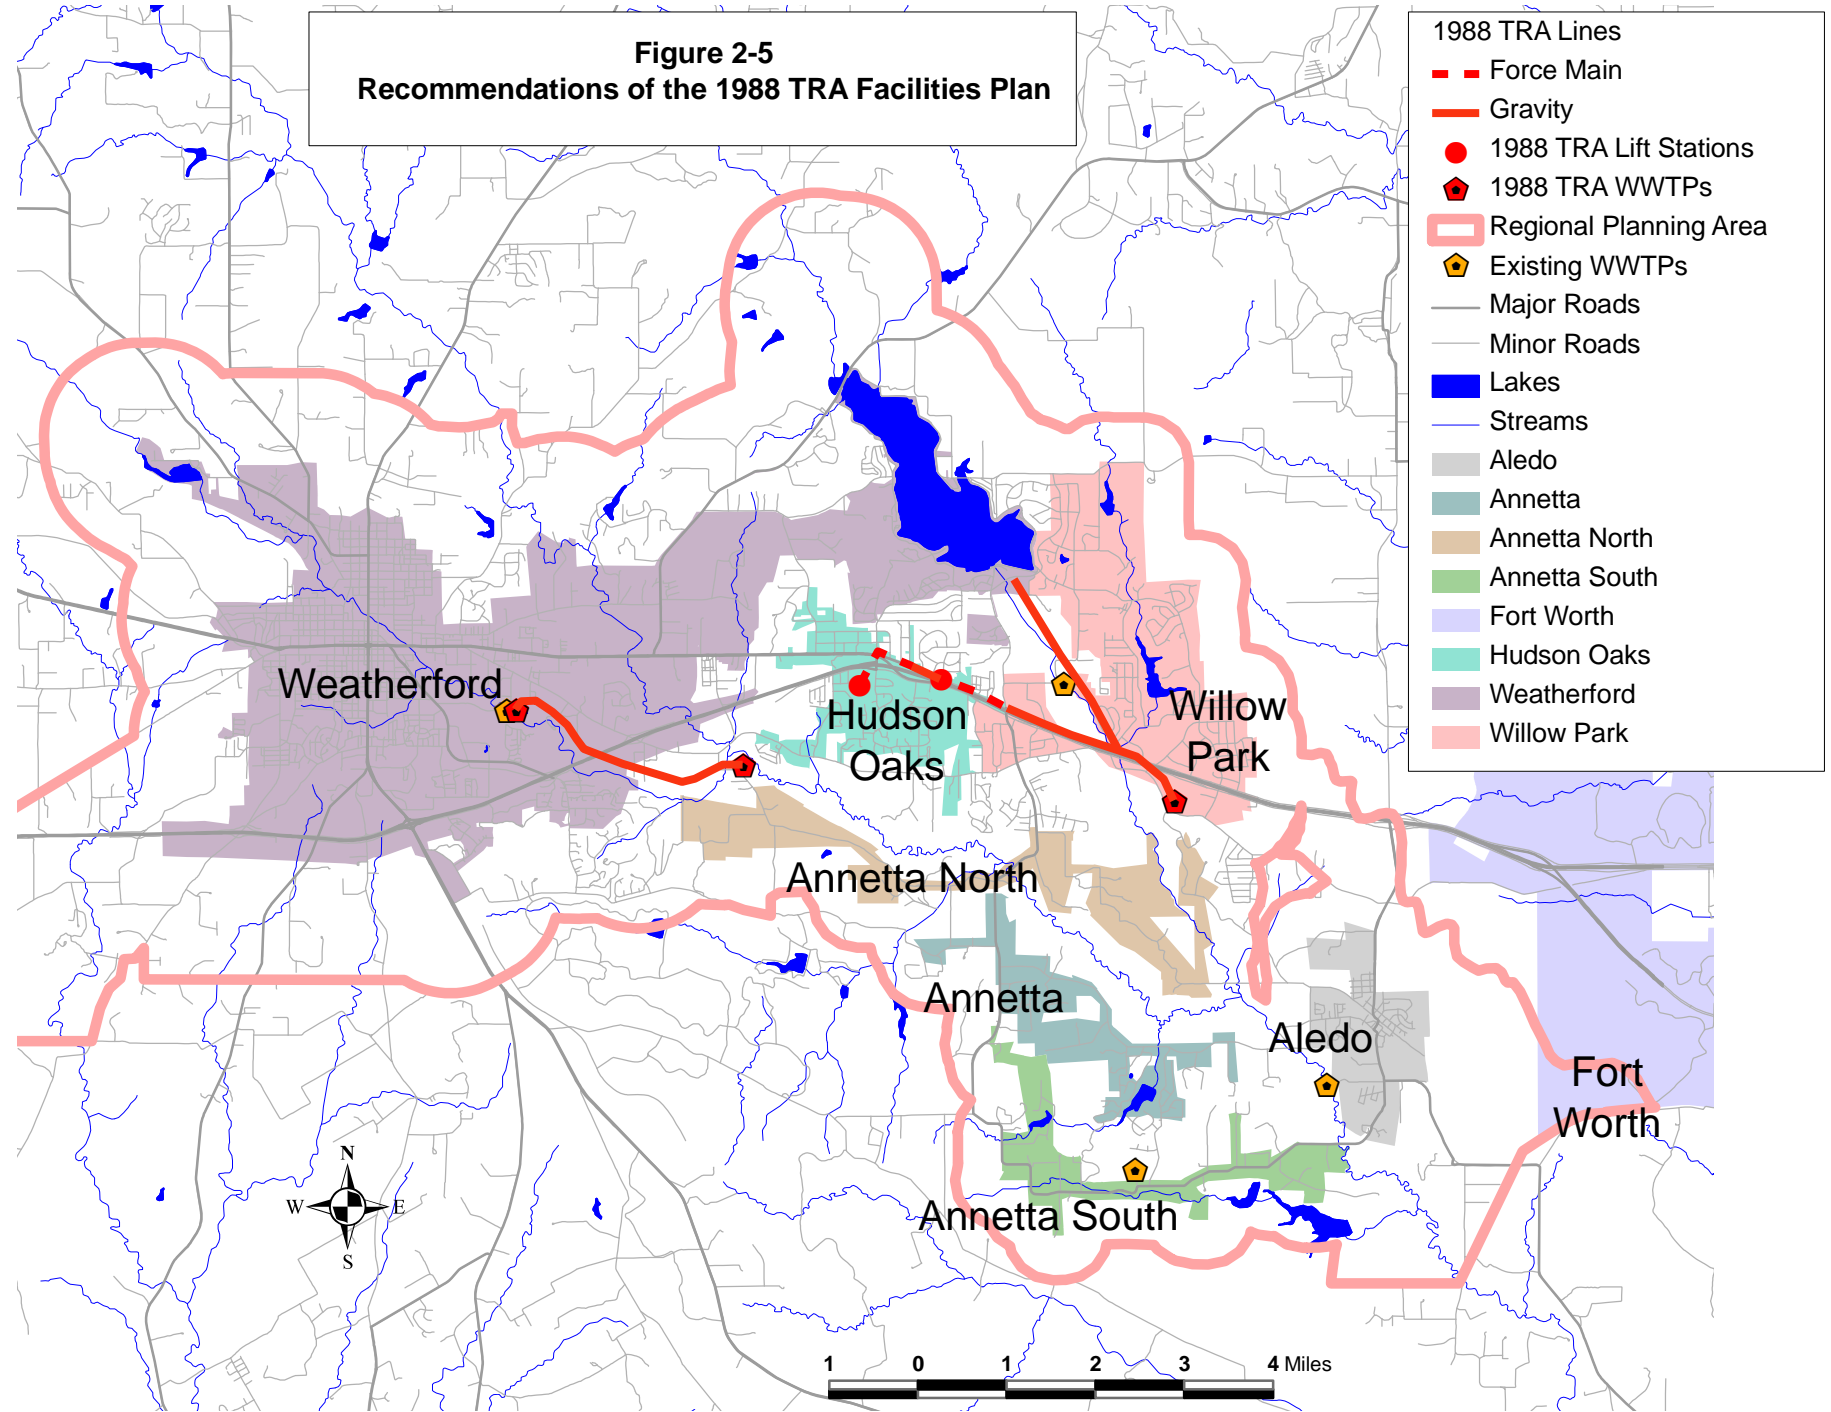 Figure 2-5
Recommendations of the 1988 TRA Facilities Plan
1988 TRA Lines
Force Main
Gravity
1988 TRA Lift Stations
1988 TRA WWTPs
Regional Planning Area
Existing WWTPs
Major Roads
Minor Roads
Lakes
Streams
Aledo
Annetta
Annetta North
Annetta South
Fort Worth
Hudson Oaks
Weatherford
Willow Park
Weatherford
Hudson
Oaks
Willow
Park
Annetta North
Annetta
Aledo
Fort
Worth
Annetta South
N
W E
S
1 0 1 2 3 4 Miles